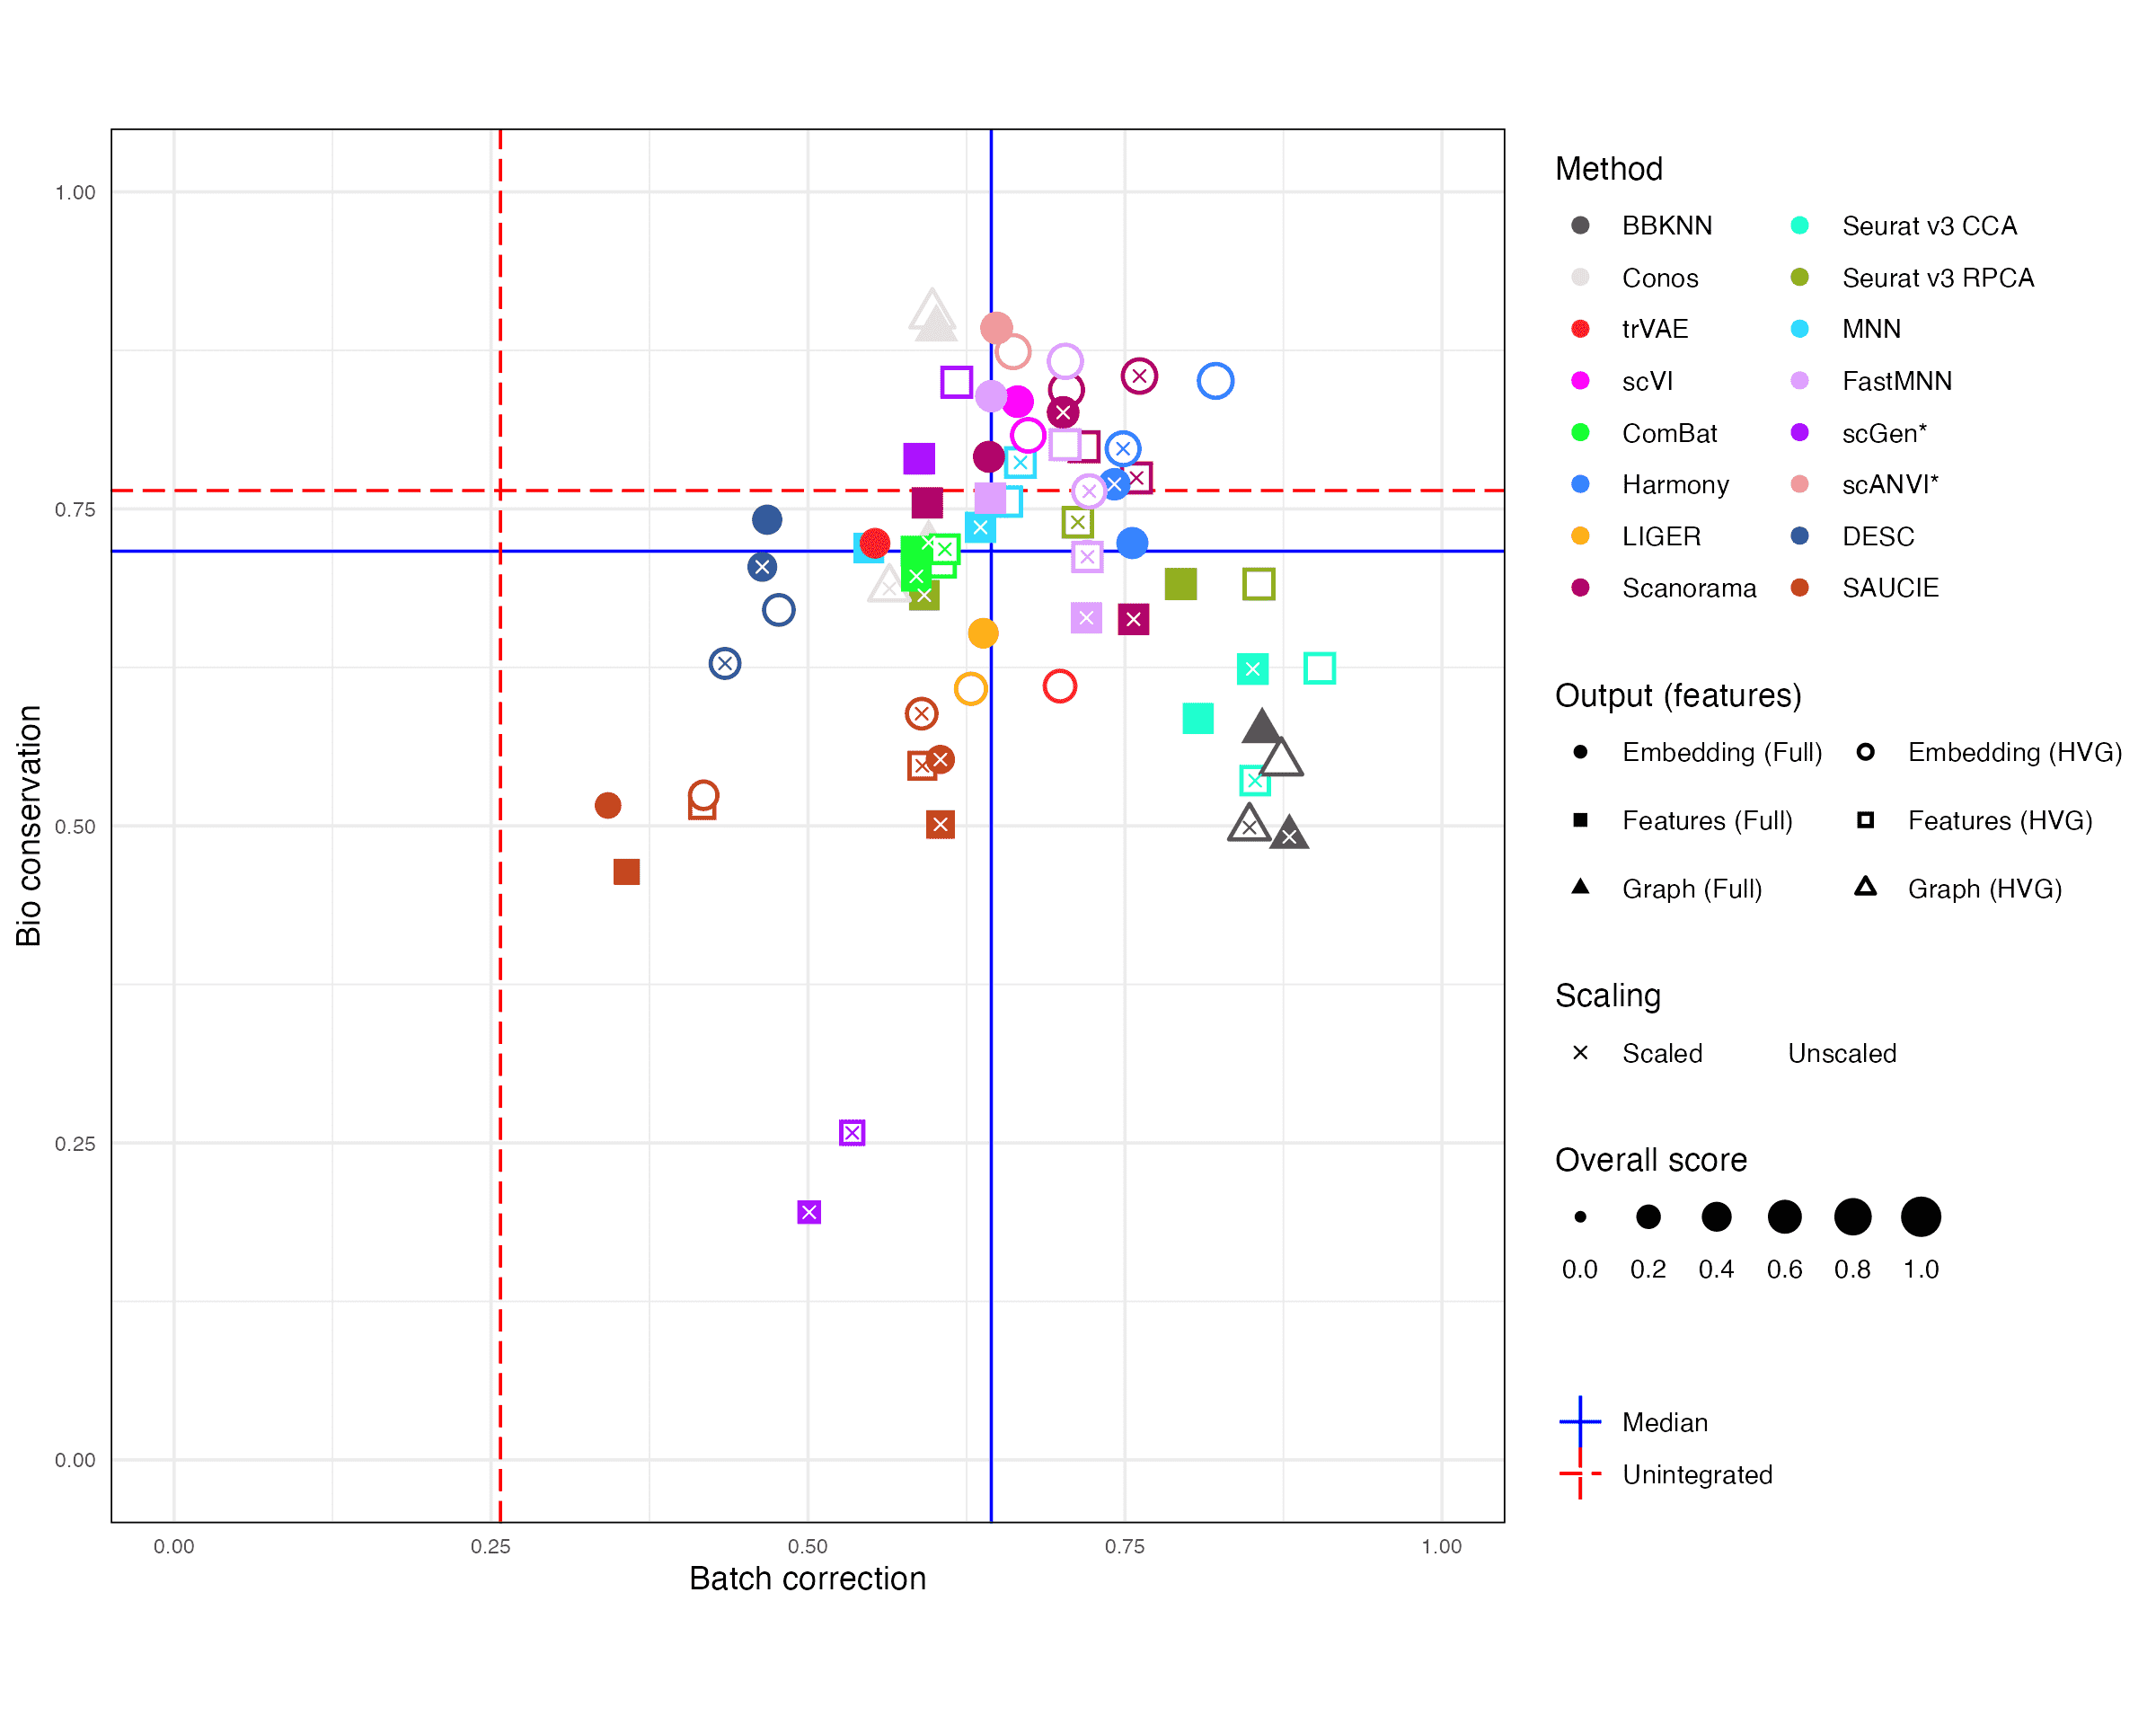 1.00
0.75
0.50
0.25
0.00
Bio conservation
0.00 0.25 0.50 0.75 1.00
Batch correction
Method
BBKNN Seurat v3 CCA
Conos Seurat v3 RPCA
trVAE MNN
scVI FastMNN
ComBat scGen*
Harmony scANVI*
LIGER DESC
Scanorama SAUCIE
Output (features)
Embedding (Full) Embedding (HVG)
Features (Full) Features (HVG)
Graph (Full) Graph (HVG)
Scaling
Scaled Unscaled
Overall score
0.0 0.2 0.4 0.6 0.8 1.0
Median
Unintegrated